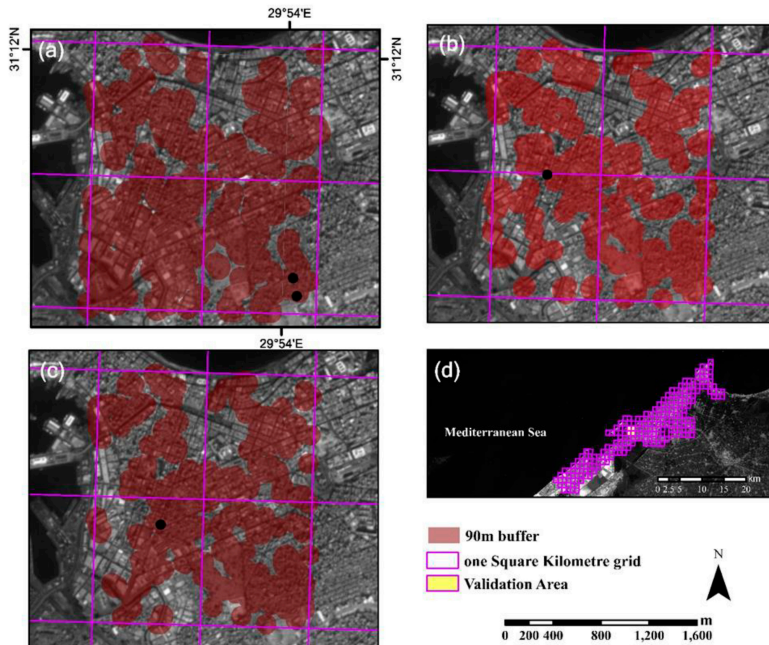 29°54'E
(a)
31°12'N
31°12'N
(b)
29°54'E
(c)
(d)
Mediterranean Sea
km
0 2.5 5 10 15 20
90m buffer
one Square Kilometre grid
Validation Area
N
m
0 200 400 800 1,200 1,600